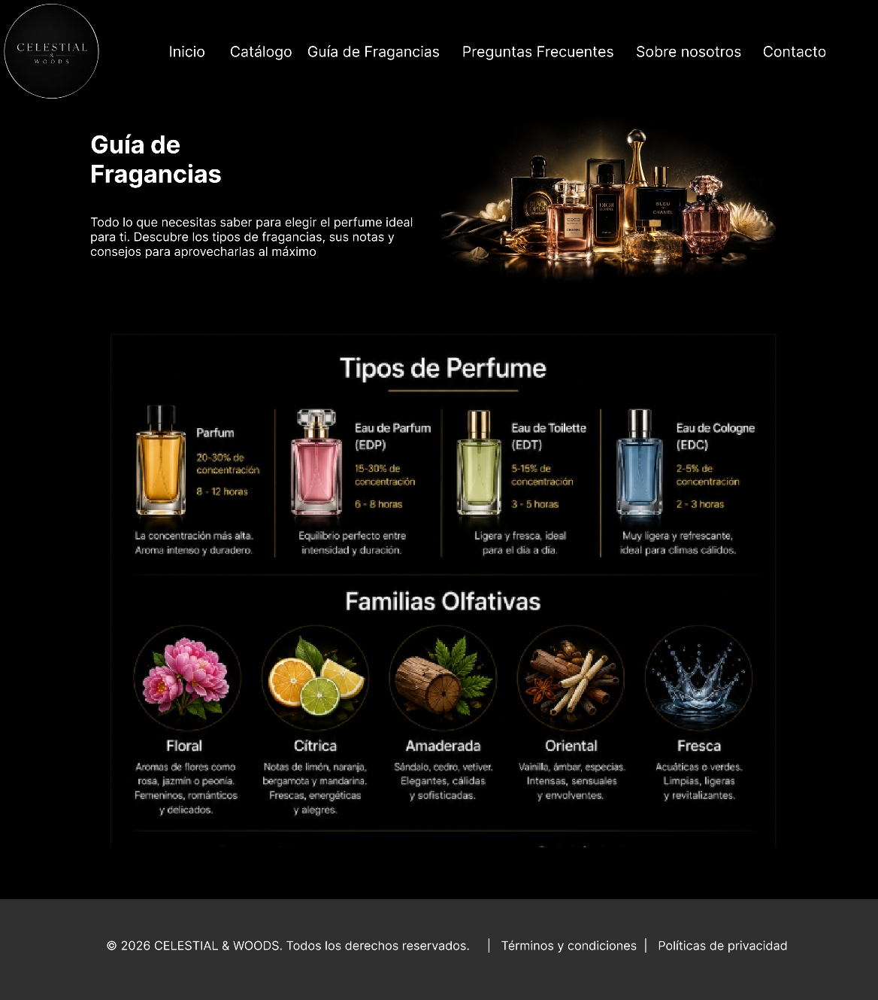 CELESTIAL
&
WOODS
Inicio Catálogo Guía de Fragancias Preguntas Frecuentes Sobre nosotros Contacto
Guía de
Fragancias
Todo lo que necesitas saber para elegir el perfume ideal
para ti. Descubre los tipos de fragancias, sus notas y
consejos para aprovecharlas al máximo
BLACK
OPIUM
COCO
CHANEL
DIOR
HOMME
BLEU
DE
CHANEL
Tipos de Perfume
Parfum
20-30% de
concentración
8 - 12 horas
La concentración más alta.
Aroma intenso y duradero.
Eau de Parfum
(EDP)
15-30% de
concentración
6 - 8 horas
Equilibrio perfecto entre
intensidad y duración.
Eau de Toilette
(EDT)
5-15% de
concentración
3 - 5 horas
Ligera y fresca, ideal
para el día a día.
Eau de Cologne
(EDC)
2-5% de
concentración
2 - 3 horas
Muy ligera y refrescante,
ideal para climas cálidos.
Familias Olfativas
Floral
Aromas de flores como
rosa, jazmín o peonía.
Femeninos, románticos
y delicados.
Cítrica
Notas de limón, naranja,
bergamota y mandarina.
Frescas, energéticas
y alegres.
Amaderada
Sándalo, cedro, vetiver.
Elegantes, cálidas
y sofisticadas.
Oriental
Vainilla, ámbar, especias.
Intensas, sensuales
y envolventes.
Fresca
Acuáticas o verdes.
Limpias, ligeras
y revitalizantes.
© 2026 CELESTIAL & WOODS. Todos los derechos reservados. | Términos y condiciones | Políticas de privacidad